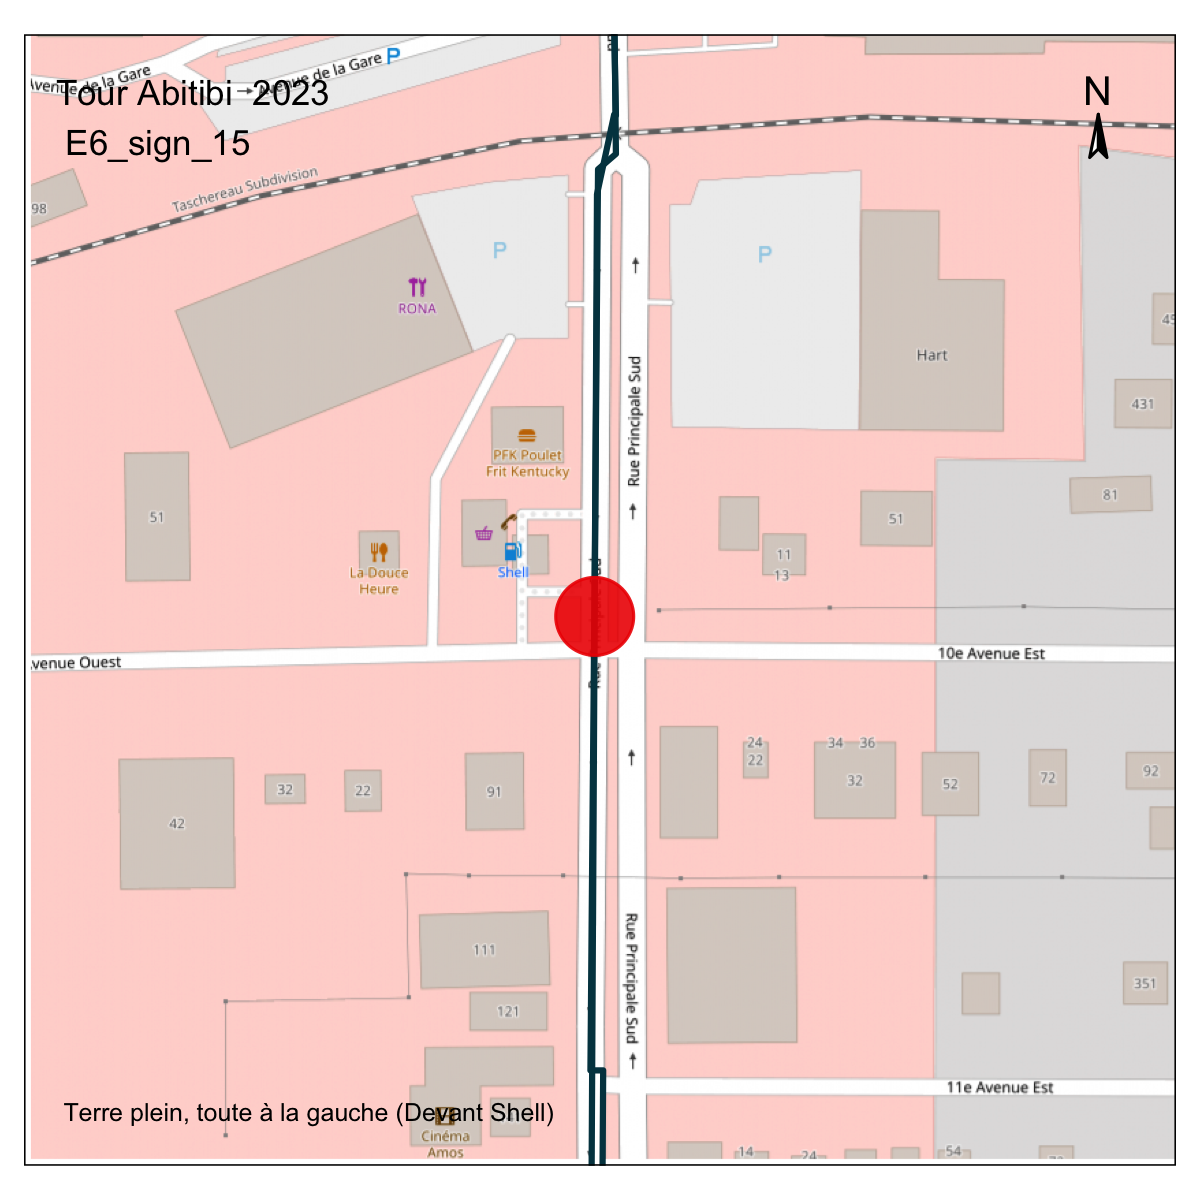 Avenue de la Gare
Avenue de la Gare
P
Tour Abitibi 2023
N
E6_sign_15
Taschereau Subdivision
98
P
P
RONA
Hart
Rue Principale Sud
431
PFK Poulet
Frit Kentucky
81
51
51
11
13
La Douce
Heure
Shell
venue Ouest
10e Avenue Est
24
22
34 36
32
52
72
92
32
22
91
42
111
121
Rue Principale Sud
351
11e Avenue Est
Terre plein, toute à la gauche (Devant Shell)
Cinéma
Amos
14
24
54